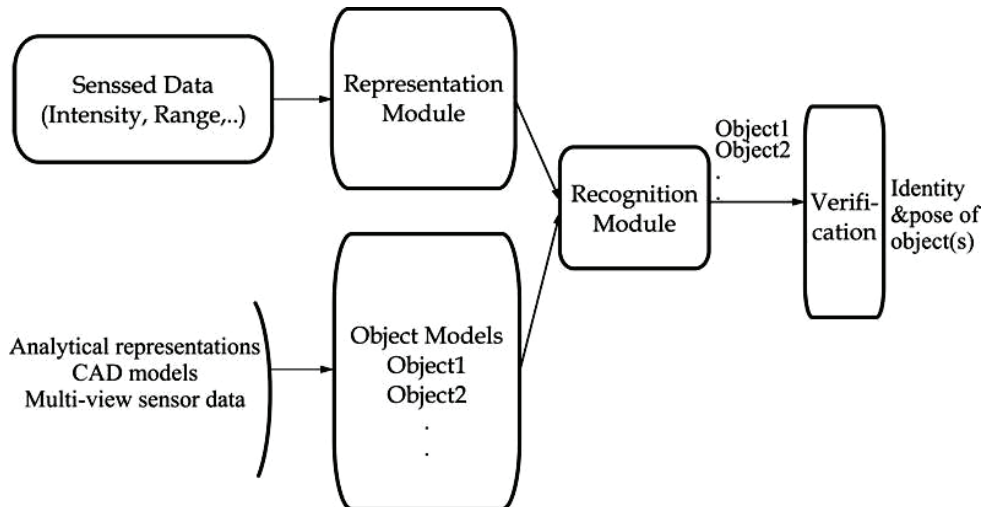 Senssed Data
(Intensity, Range,..)
Representation
Module
Analytical representations
CAD models
Multi-view sensor data
Object Models
Object1
Object2
.
.
Recognition
Module
Object1
Object2
.
.
Verifi-
cation
Identity
&pose of
object(s)